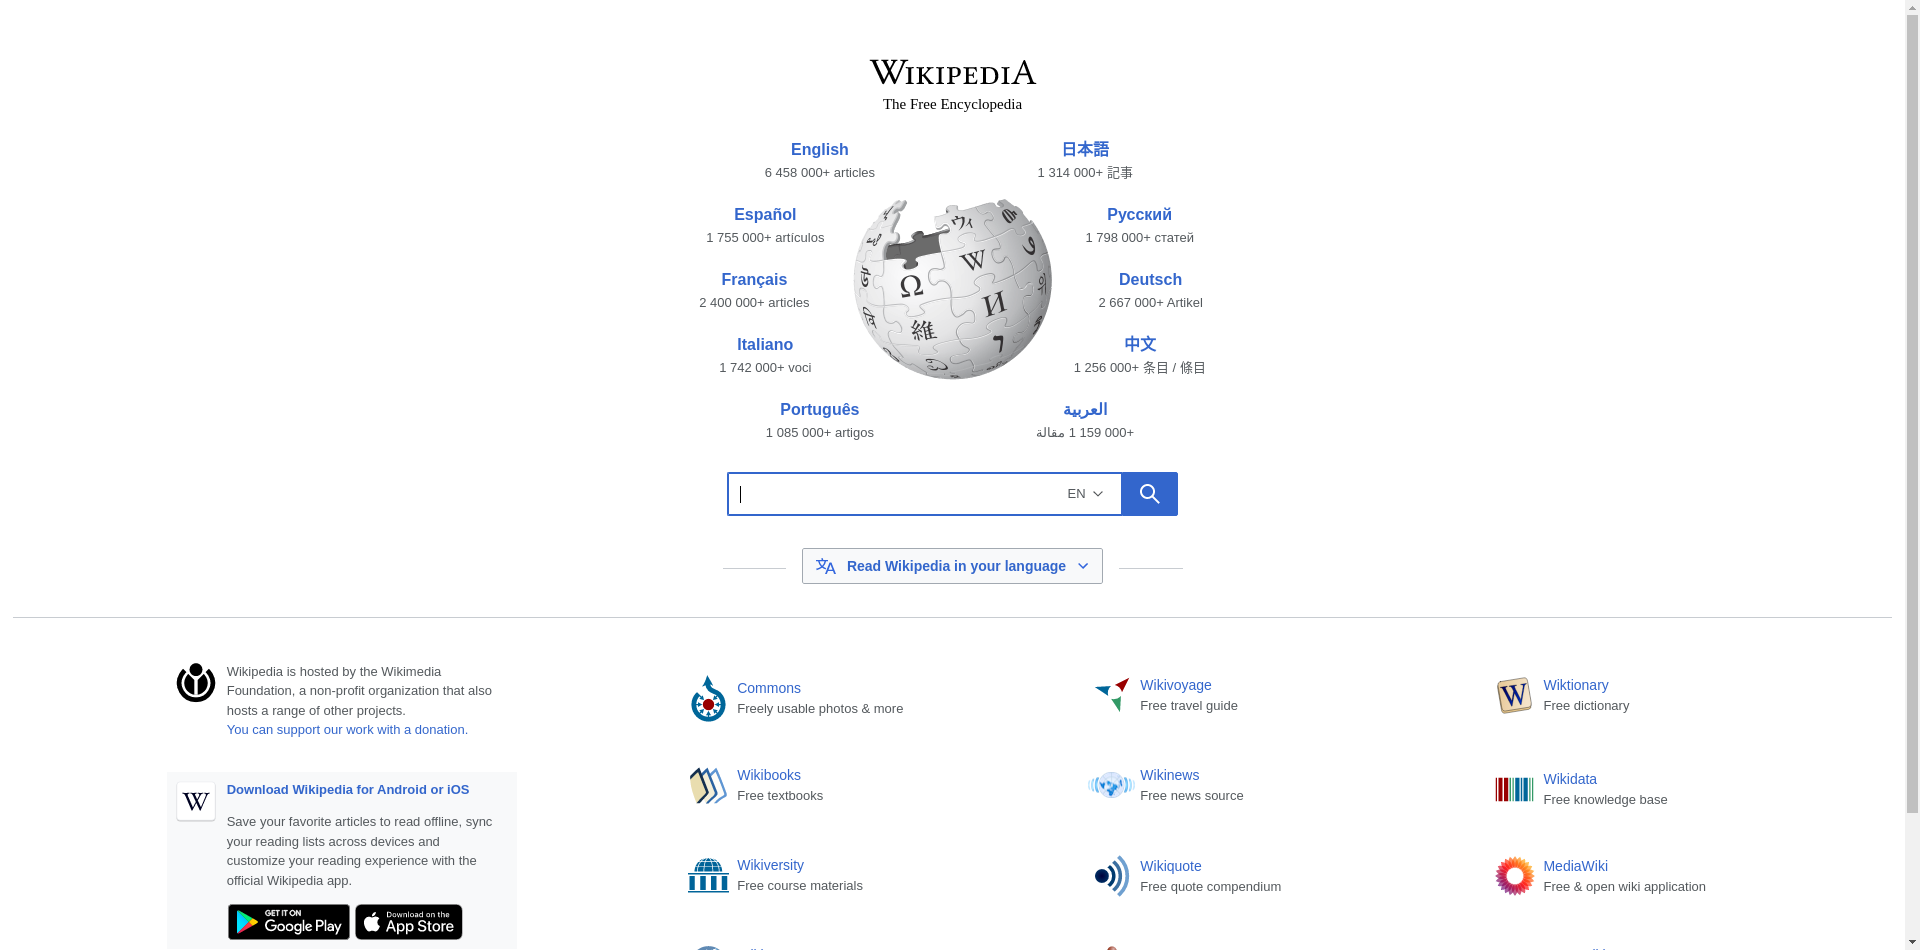 WIKIPEDIA
The Free Encyclopedia
English
6 458 000+ articles
日本語
1 314 000+ 記事
Español
1 755 000+ artículos
Русский
1 798 000+ статей
Français
2 400 000+ articles
Deutsch
2 667 000+ Artikel
Italiano
1 742 000+ voci
中文
1 256 000+ 条目 / 條目
Português
1 085 000+ artigos
العربية
1 159 000+ مقالة
Ω
W
И
維
ウィ
EN
Read Wikipedia in your language
Wikipedia is hosted by the Wikimedia
Foundation, a non-profit organization that also
hosts a range of other projects.
You can support our work with a donation.
W
Download Wikipedia for Android or iOS
Save your favorite articles to read offline, sync
your reading lists across devices and
customize your reading experience with the
official Wikipedia app.
GET IT ON
Google Play
Download on the
App Store
Commons
Freely usable photos & more
Wikivoyage
Free travel guide
W
Wiktionary
Free dictionary
Wikibooks
Free textbooks
Wikinews
Free news source
Wikidata
Free knowledge base
Wikiversity
Free course materials
Wikiquote
Free quote compendium
MediaWiki
Free & open wiki application